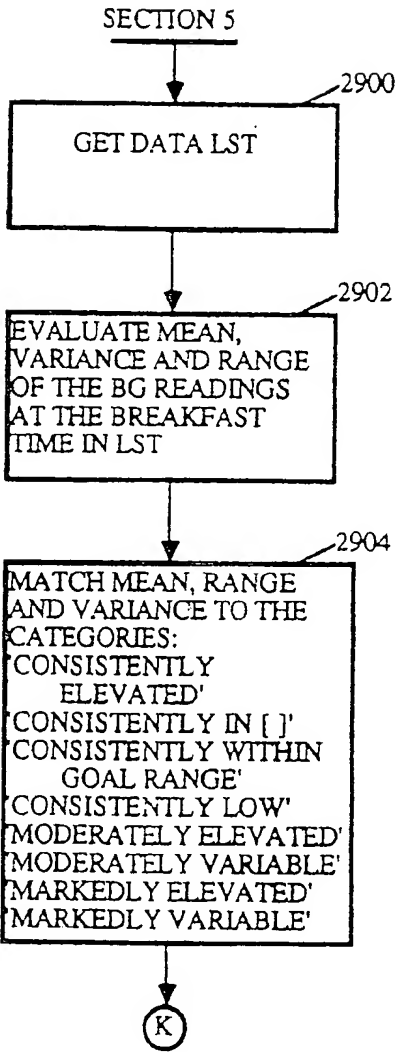 SECTION 5
2900
GET DATA LST
2902
EVALUATE MEAN,
VARIANCE AND RANGE
OF THE BG READINGS
AT THE BREAKFAST
TIME IN LST
2904
MATCH MEAN, RANGE
AND VARIANCE TO THE
CATEGORIES:
'CONSISTENTLY
ELEVATED'
'CONSISTENTLY IN [ ]'
'CONSISTENTLY WITHIN
GOAL RANGE'
'CONSISTENTLY LOW'
'MODERATELY ELEVATED'
'MODERATELY VARIABLE'
'MARKEDLY ELEVATED'
'MARKEDLY VARIABLE'
K